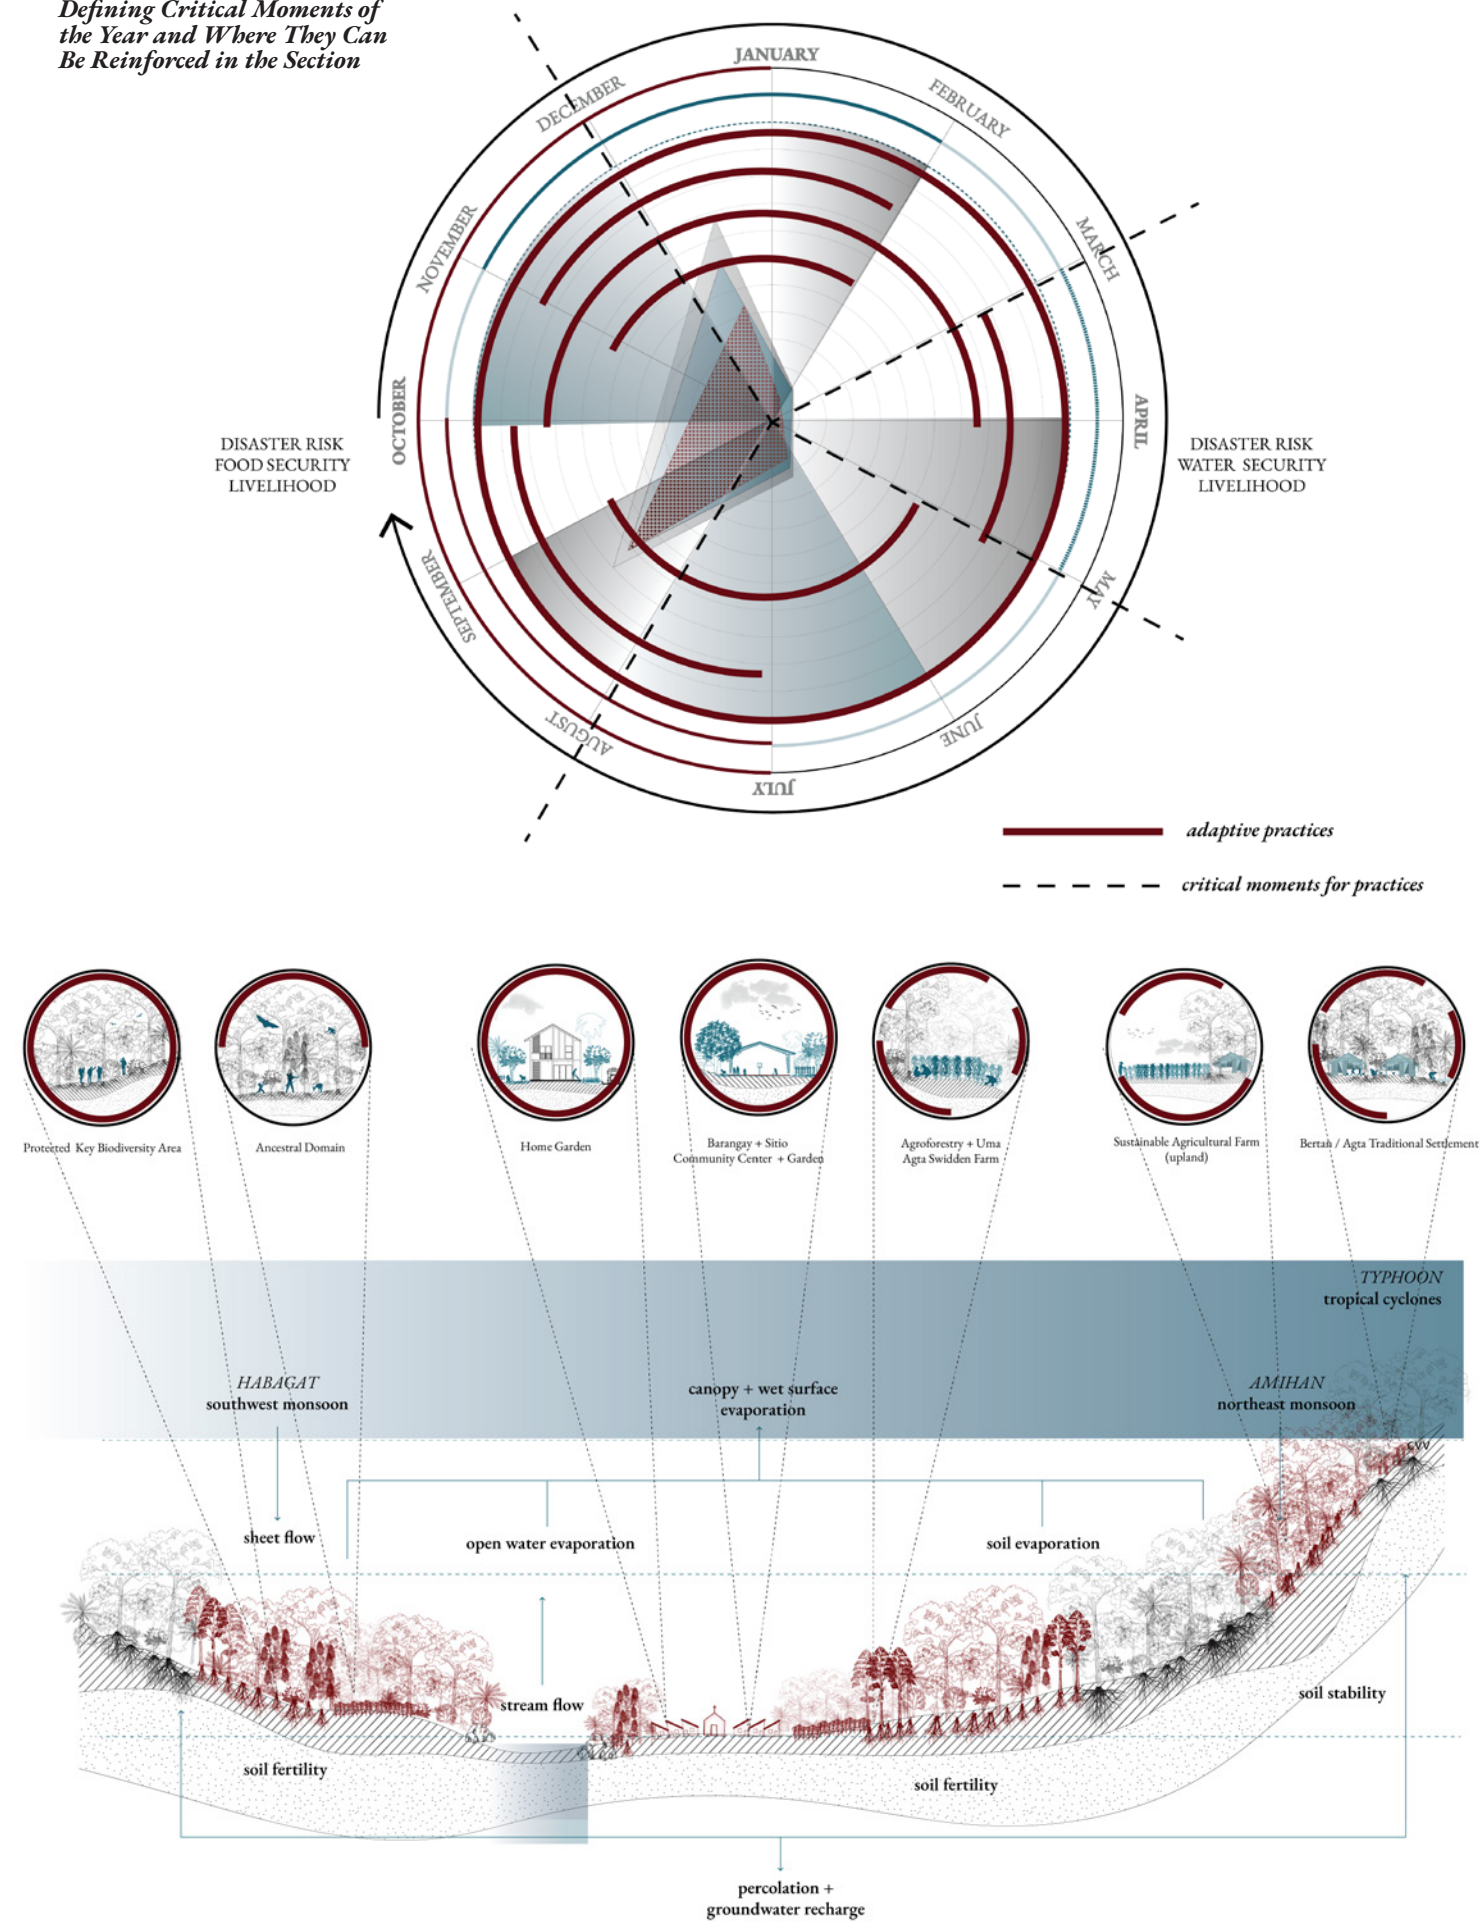 Defining Critical Moments of
the Year and Where They Can
Be Reinforced in the Section
JANUARY
FEBRUARY
MARCH
APRIL
MAY
JUNE
JULY
AUGUST
SEPTEMBER
OCTOBER
NOVEMBER
DECEMBER
DISASTER RISK
FOOD SECURITY
LIVELIHOOD
DISASTER RISK
WATER SECURITY
LIVELIHOOD
adaptive practices
critical moments for practices
Protected Key Biodiversity Area
Ancestral Domain
Home Garden
Barangay + Sitio
Community Center + Garden
Agroforestry + Uma
Agta Swidden Farm
Sustainable Agricultural Farm
(upland)
Bertan / Agta Traditional Settlement
TYPHOON
tropical cyclones
HABAGAT
southwest monsoon
canopy + wet surface
evaporation
AMIHAN
northeast monsoon
sheet flow
open water evaporation
soil evaporation
stream flow
soil stability
soil fertility
soil fertility
percolation +
groundwater recharge